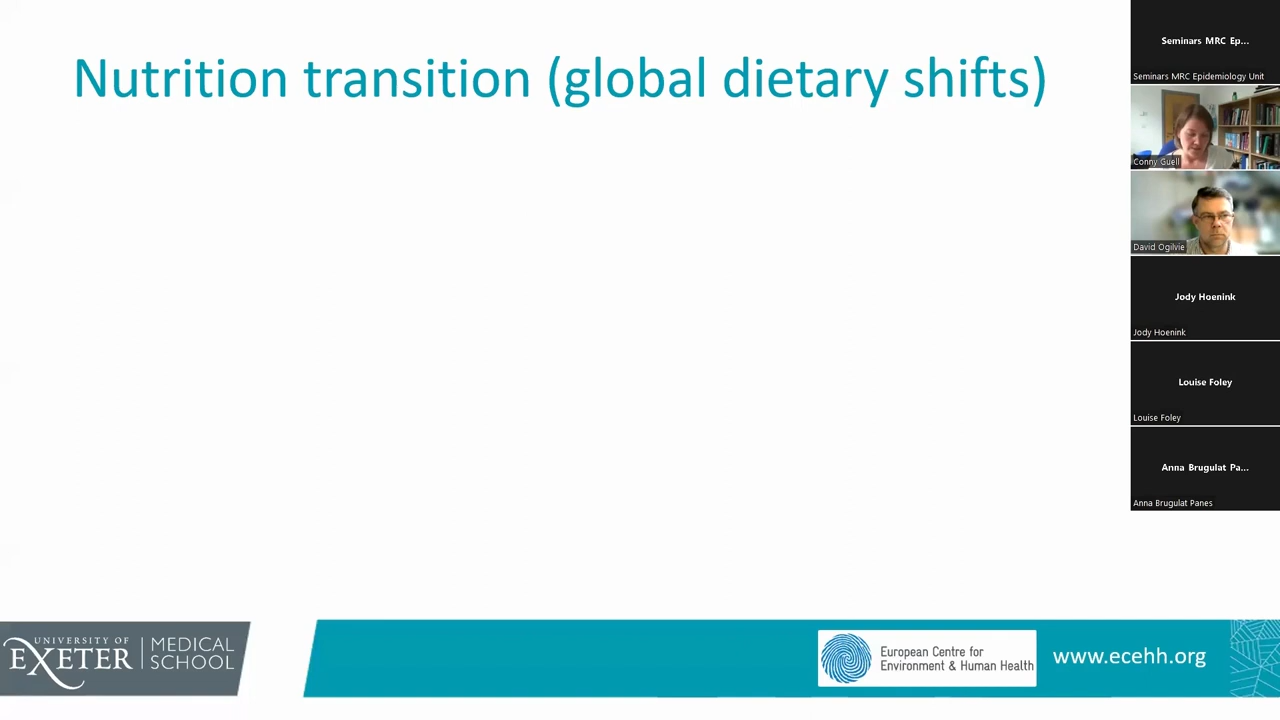 Nutrition transition (global dietary shifts)
Seminars MRC Ep...
Seminars MRC Epidemiology Unit
Conny Guell
David Ogilvie
Jody Hoenink
Jody Hoenink
Louise Foley
Louise Foley
Anna Brugulat Pa...
Anna Brugulat Panes
UNIVERSITY OF
EXETER
MEDICAL
SCHOOL
European Centre for
Environment & Human Health
www.ecehh.org